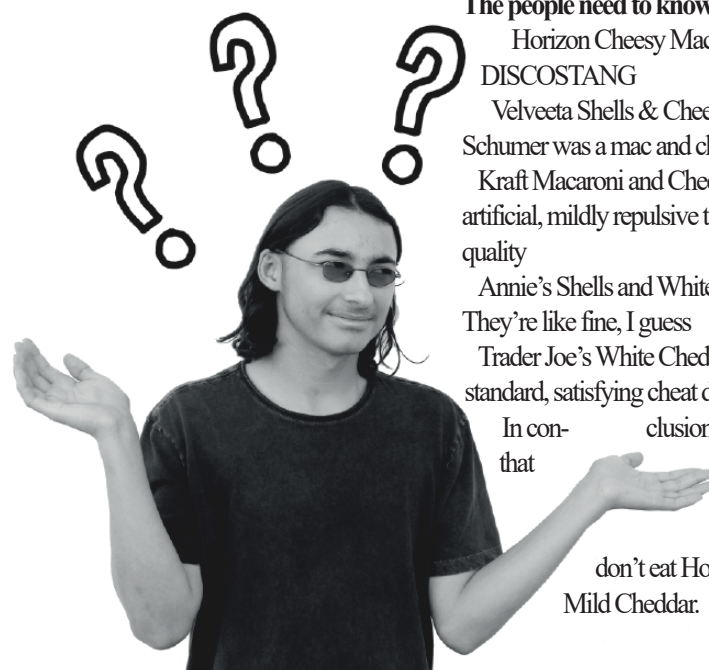 ? ? ?
The people need to know
Horizon Cheesy Mac
DISCOSTANG
Velveeta Shells & Chee
Schumer was a mac and ch
Kraft Macaroni and Chee
artificial, mildly repulsive t
quality
Annie’s Shells and White
They’re like fine, I guess
Trader Joe’s White Ched
standard, satisfying cheat d
In con- clusion
that
don’t eat Ho
Mild Cheddar.